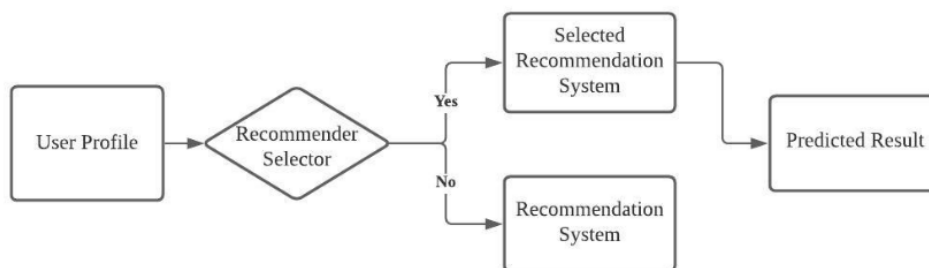 User Profile
Recommender
Selector
Yes
No
Selected
Recommendation
System
Recommendation
System
Predicted Result